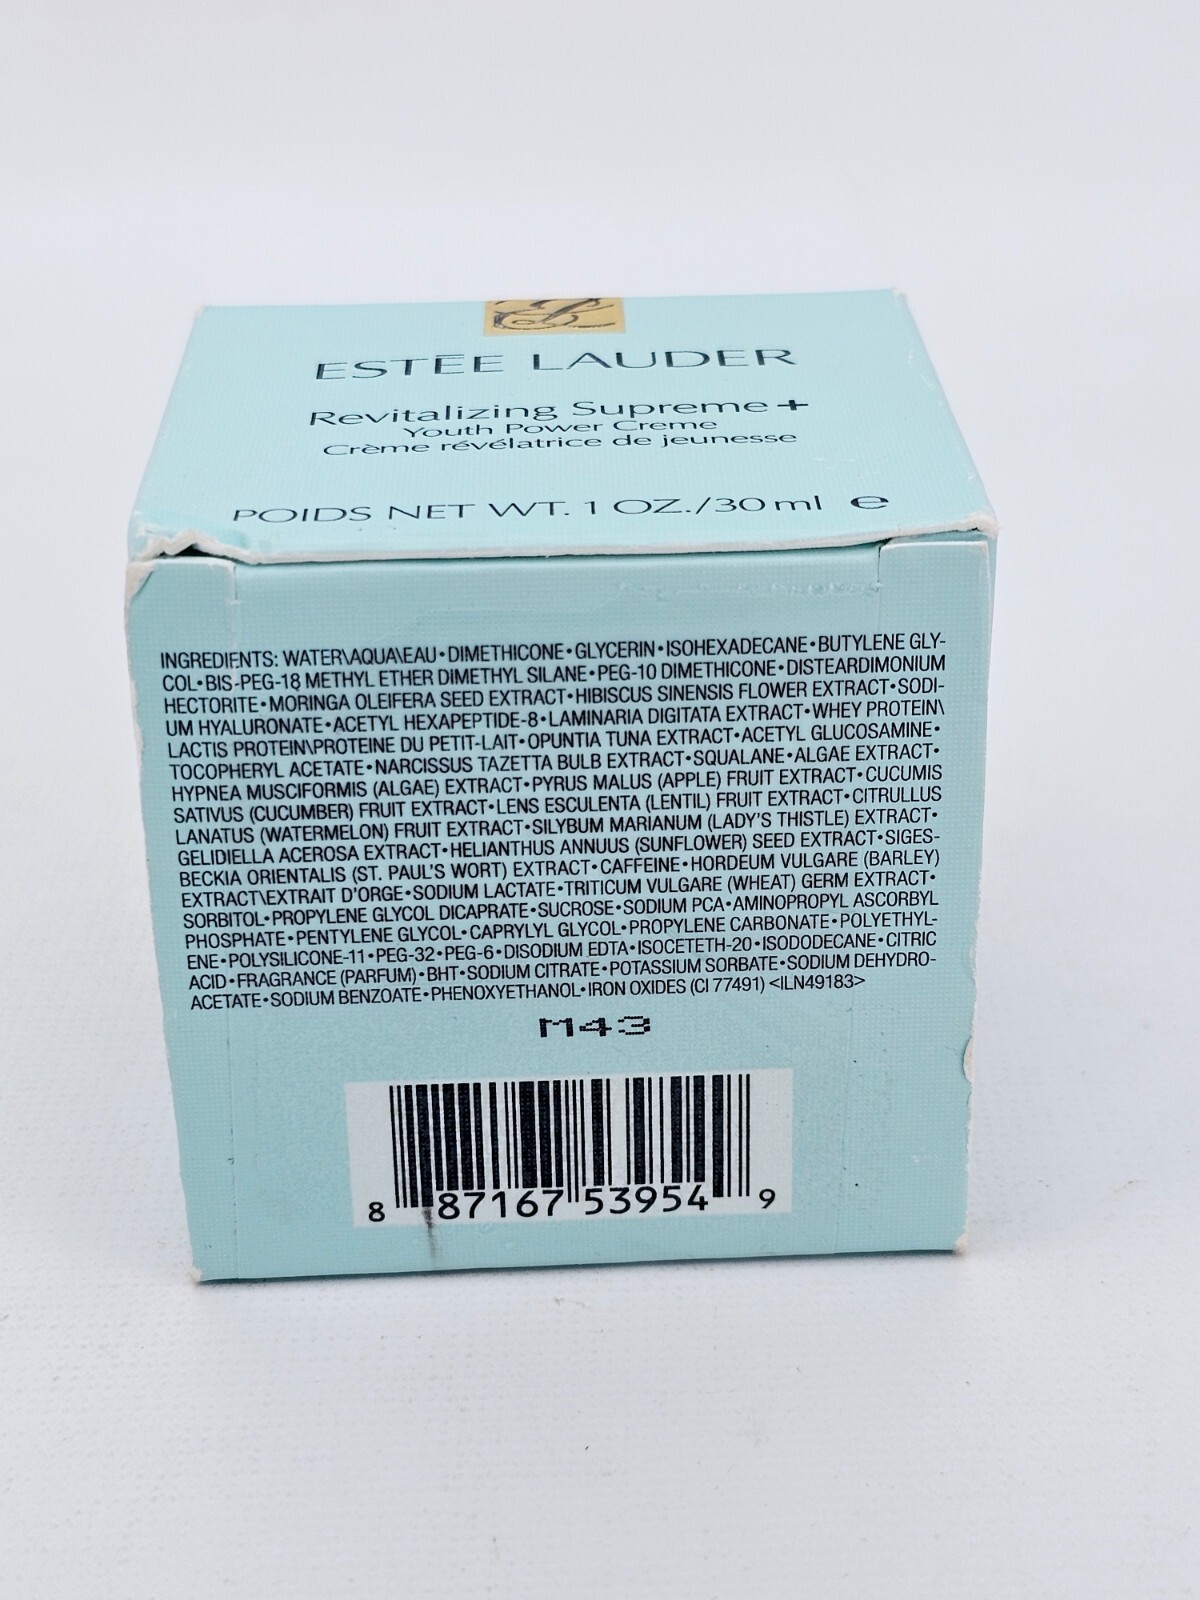 ESTĒE LAUDER
Revitalizing Supreme +
Youth Power Creme
Crème révélatrice de jeunesse
POIDS NET WT. 1 OZ./30 ml ℮
INGREDIENTS: WATER\AQUA\EAU•DIMETHICONE•GLYCERIN•ISOHEXADECANE•BUTYLENE GLY-
COL•BIS-PEG-18 METHYL ETHER DIMETHYL SILANE•PEG-10 DIMETHICONE•DISTEARDIMONIUM
HECTORITE•MORINGA OLEIFERA SEED EXTRACT•HIBISCUS SINENSIS FLOWER EXTRACT•SODI-
UM HYALURONATE•ACETYL HEXAPEPTIDE-8•LAMINARIA DIGITATA EXTRACT•WHEY PROTEIN\
LACTIS PROTEIN\PROTEINE DU PETIT-LAIT•OPUNTIA TUNA EXTRACT•ACETYL GLUCOSAMINE•
TOCOPHERYL ACETATE•NARCISSUS TAZETTA BULB EXTRACT•SQUALANE•ALGAE EXTRACT•
HYPNEA MUSCIFORMIS (ALGAE) EXTRACT•PYRUS MALUS (APPLE) FRUIT EXTRACT•CUCUMIS
SATIVUS (CUCUMBER) FRUIT EXTRACT•LENS ESCULENTA (LENTIL) FRUIT EXTRACT•CITRULLUS
LANATUS (WATERMELON) FRUIT EXTRACT•SILYBUM MARIANUM (LADY'S THISTLE) EXTRACT•
GELIDIELLA ACEROSA EXTRACT•HELIANTHUS ANNUUS (SUNFLOWER) SEED EXTRACT•SIGES-
BECKIA ORIENTALIS (ST. PAUL'S WORT) EXTRACT•CAFFEINE•HORDEUM VULGARE (BARLEY)
EXTRACT\EXTRAIT D'ORGE•SODIUM LACTATE•TRITICUM VULGARE (WHEAT) GERM EXTRACT•
SORBITOL•PROPYLENE GLYCOL DICAPRATE•SUCROSE•SODIUM PCA•AMINOPROPYL ASCORBYL
PHOSPHATE•PENTYLENE GLYCOL•CAPRYLYL GLYCOL•PROPYLENE CARBONATE•POLYETHYL-
ENE•POLYSILICONE-11•PEG-32•PEG-6•DISODIUM EDTA•ISOCETETH-20•ISODODECANE•CITRIC
ACID•FRAGRANCE (PARFUM)•BHT•SODIUM CITRATE•POTASSIUM SORBATE•SODIUM DEHYDRO-
ACETATE•SODIUM BENZOATE•PHENOXYETHANOL•IRON OXIDES (CI 77491) <ILN49183>
M43
8 87167 53954 9